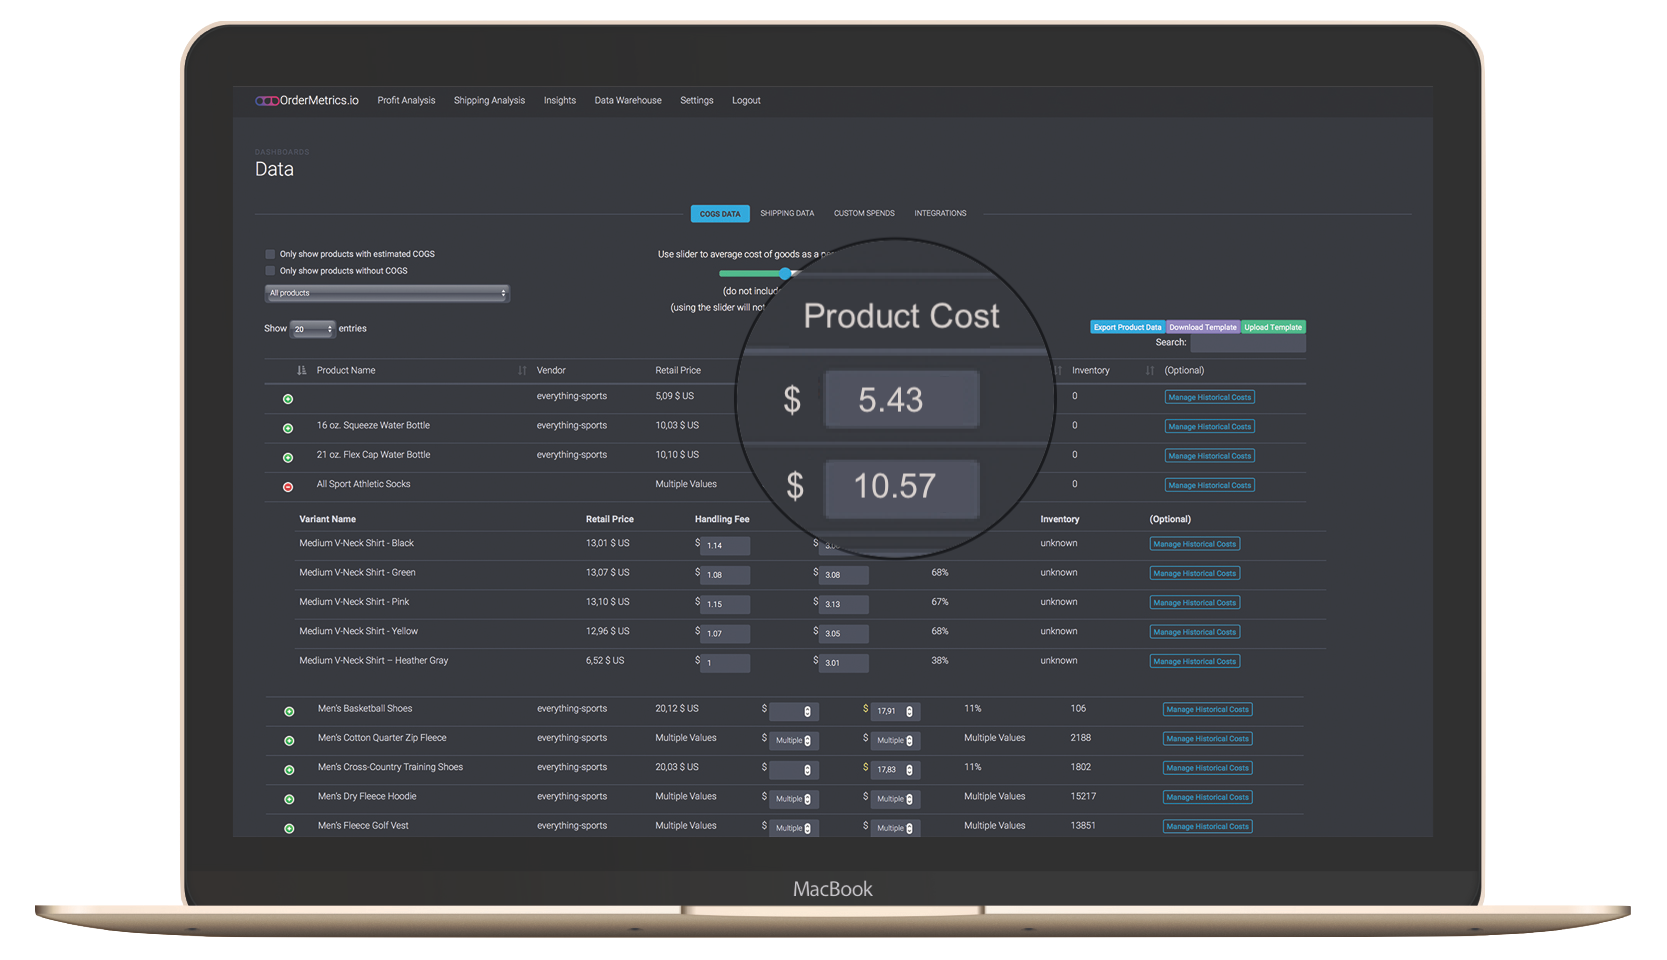 OrderMetrics.io Profit Analysis Shipping Analysis Insights Data Warehouse Settings Logout
DASHBOARDS
Data
COGS DATA SHIPPING DATA CUSTOM SPENDS INTEGRATIONS
Only show products with estimated COGS
Only show products without COGS
All products
Use slider to average cost of goods as a
(do not include
(using the slider will not
Show 20 entries
Export Product Data Download Template Upload Template
Search:
Product Cost
$ 5.43
$ 10.57
Product Name Vendor Retail Price Inventory (Optional)
everything-sports 5,09 $ US 0 Manage Historical Costs
16 oz. Squeeze Water Bottle everything-sports 10,03 $ US 0 Manage Historical Costs
21 oz. Flex Cap Water Bottle everything-sports 10,10 $ US 0 Manage Historical Costs
All Sport Athletic Socks Multiple Values 0 Manage Historical Costs
Variant Name Retail Price Handling Fee Inventory (Optional)
Medium V-Neck Shirt - Black 13,01 $ US $ 1.14 $ unknown Manage Historical Costs
Medium V-Neck Shirt - Green 13,07 $ US $ 1.08 $ 3.08 68% unknown Manage Historical Costs
Medium V-Neck Shirt - Pink 13,10 $ US $ 1.15 $ 3.13 67% unknown Manage Historical Costs
Medium V-Neck Shirt - Yellow 12,96 $ US $ 1.07 $ 3.05 68% unknown Manage Historical Costs
Medium V-Neck Shirt – Heather Gray 6,52 $ US $ 1 $ 3.01 38% unknown Manage Historical Costs
Men's Basketball Shoes everything-sports 20,12 $ US $ $ 17,91 11% 106 Manage Historical Costs
Men's Cotton Quarter Zip Fleece everything-sports Multiple Values $ Multiple $ Multiple Multiple Values 2188 Manage Historical Costs
Men's Cross-Country Training Shoes everything-sports 20,03 $ US $ $ 17,83 11% 1802 Manage Historical Costs
Men's Dry Fleece Hoodie everything-sports Multiple Values $ Multiple $ Multiple Multiple Values 15217 Manage Historical Costs
Men's Fleece Golf Vest everything-sports Multiple Values $ Multiple $ Multiple Multiple Values 13851 Manage Historical Costs
MacBook